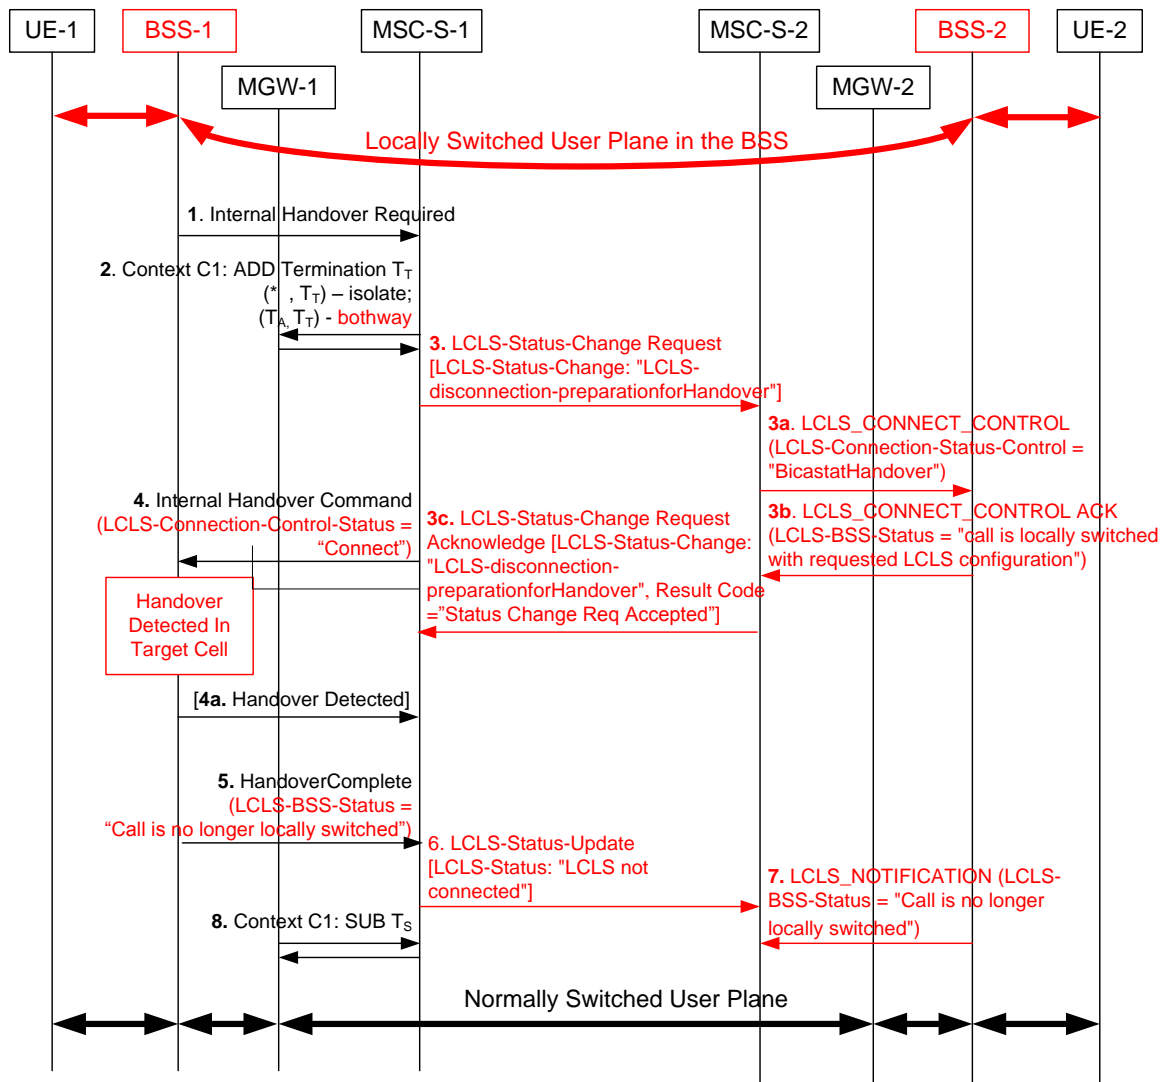 UE-1
BSS-1
MSC-S-1
MSC-S-2
BSS-2
UE-2
MGW-1
MGW-2
Locally Switched User Plane in the BSS
1. Internal Handover Required
2. Context C1: ADD Termination TT
(* , TT) – isolate;
(TA, TT) - bothway
3. LCLS-Status-Change Request
[LCLS-Status-Change: "LCLS-
disconnection-preparationforHandover"]
3a. LCLS_CONNECT_CONTROL
(LCLS-Connection-Status-Control =
"BicastatHandover")
4. Internal Handover Command
(LCLS-Connection-Control-Status =
“Connect”)
3b. LCLS_CONNECT_CONTROL ACK
(LCLS-BSS-Status = "call is locally switched
with requested LCLS configuration")
3c. LCLS-Status-Change Request
Acknowledge [LCLS-Status-Change:
"LCLS-disconnection-
preparationforHandover", Result Code
=”Status Change Req Accepted”]
Handover
Detected In
Target Cell
[4a. Handover Detected]
5. HandoverComplete
(LCLS-BSS-Status =
“Call is no longer locally switched”)
6. LCLS-Status-Update
[LCLS-Status: "LCLS not
connected"]
7. LCLS_NOTIFICATION (LCLS-
BSS-Status = "Call is no longer
locally switched")
8. Context C1: SUB TS
Normally Switched User Plane